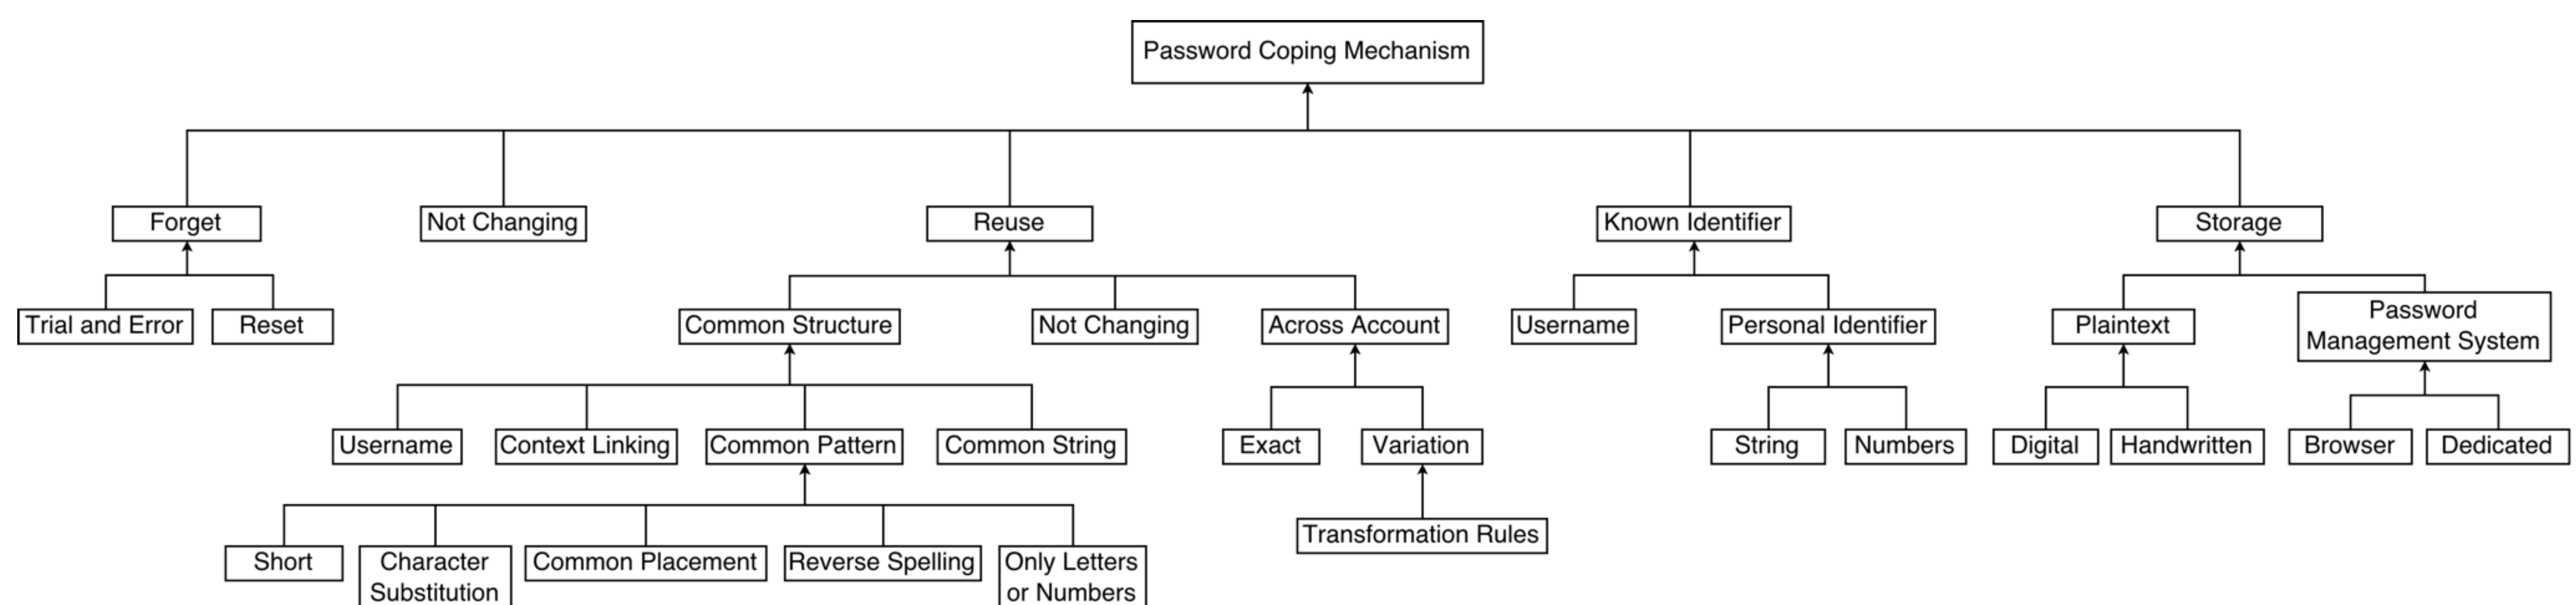 Password Coping Mechanism
Forget
Not Changing
Reuse
Known Identifier
Storage
Trial and Error
Reset
Common Structure
Not Changing
Across Account
Username
Personal Identifier
Plaintext
Password
Management System
Username
Context Linking
Common Pattern
Common String
Exact
Variation
String
Numbers
Digital
Handwritten
Browser
Dedicated
Transformation Rules
Short
Character
Substitution
Common Placement
Reverse Spelling
Only Letters
or Numbers